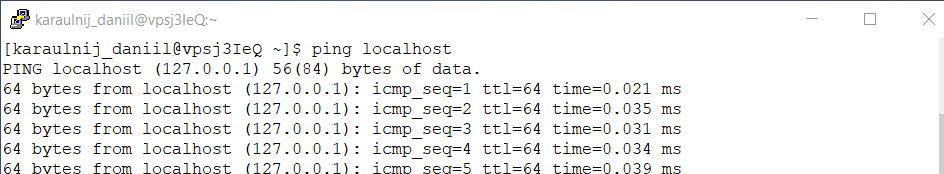 karaulnij_daniil@vpsj3IeQ:~
[karaulnij_daniil@vpsj3IeQ ~]$ ping localhost
PING localhost (127.0.0.1) 56(84) bytes of data.
64 bytes from localhost (127.0.0.1): icmp_seq=1 ttl=64 time=0.021 ms
64 bytes from localhost (127.0.0.1): icmp_seq=2 ttl=64 time=0.035 ms
64 bytes from localhost (127.0.0.1): icmp_seq=3 ttl=64 time=0.031 ms
64 bytes from localhost (127.0.0.1): icmp_seq=4 ttl=64 time=0.034 ms
64 bytes from localhost (127.0.0.1): icmp_seq=5 ttl=64 time=0.039 ms